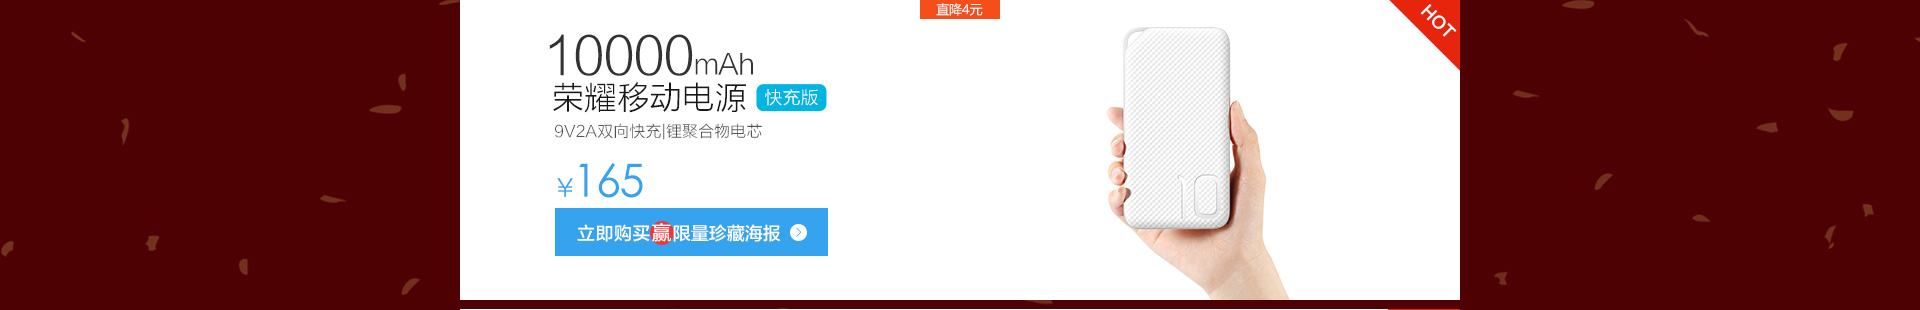 直降4元
HOT
10000mAh
荣耀移动电源 快充版
9V2A双向快充|锂聚合物电芯
¥165
立即购买赢限量珍藏海报
10